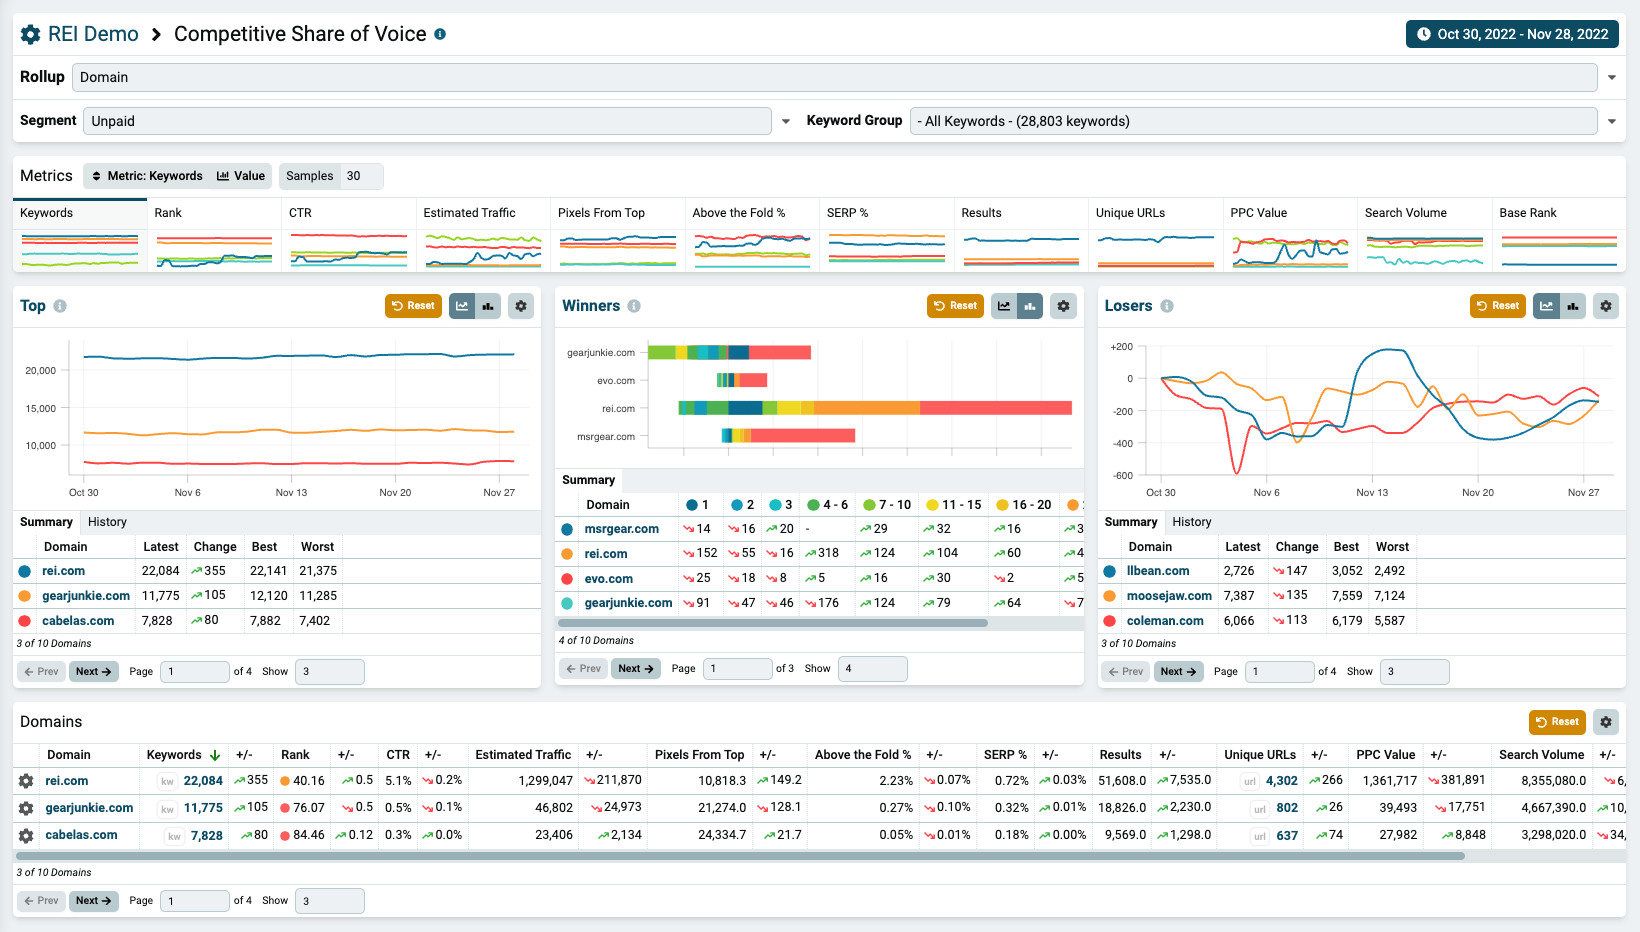 REI Demo > Competitive Share of Voice
Oct 30, 2022 - Nov 28, 2022
Rollup Domain
Segment Unpaid Keyword Group - All Keywords - (28,803 keywords)
Metrics Metric: Keywords Value Samples 30
Keywords Rank CTR Estimated Traffic Pixels From Top Above the Fold % SERP % Results Unique URLs PPC Value Search Volume Base Rank
Top Reset
20,000
15,000
10,000
Oct 30 Nov 6 Nov 13 Nov 20 Nov 27
Summary History
Domain Latest Change Best Worst
rei.com 22,084 355 22,141 21,375
gearjunkie.com 11,775 105 12,120 11,285
cabelas.com 7,828 80 7,882 7,402
3 of 10 Domains
← Prev Next → Page 1 of 4 Show 3
Winners Reset
gearjunkie.com
evo.com
rei.com
msrgear.com
Summary
Domain 1 2 3 4 - 6 7 - 10 11 - 15 16 - 20
msrgear.com 14 16 20 - 29 32 16 3
rei.com 152 55 16 318 124 104 60 4
evo.com 25 18 8 5 16 30 2 5
gearjunkie.com 91 47 46 176 124 79 64 7
4 of 10 Domains
← Prev Next → Page 1 of 3 Show 4
Losers Reset
+200
0
-200
-400
-600
Oct 30 Nov 6 Nov 13 Nov 20 Nov 27
Summary History
Domain Latest Change Best Worst
llbean.com 2,726 147 3,052 2,492
moosejaw.com 7,387 135 7,559 7,124
coleman.com 6,066 113 6,179 5,587
3 of 10 Domains
← Prev Next → Page 1 of 4 Show 3
Domains Reset
Domain Keywords ↓ +/- Rank +/- CTR +/- Estimated Traffic +/- Pixels From Top +/- Above the Fold % +/- SERP % +/- Results +/- Unique URLs +/- PPC Value +/- Search Volume +/-
rei.com kw 22,084 355 40.16 0.5 5.1% 0.2% 1,299,047 211,870 10,818.3 149.2 2.23% 0.07% 0.72% 0.03% 51,608.0 7,535.0 url 4,302 266 1,361,717 381,891 8,355,080.0 6,
gearjunkie.com kw 11,775 105 76.07 0.5 0.5% 0.1% 46,802 24,973 21,274.0 128.1 0.27% 0.10% 0.32% 0.01% 18,826.0 2,230.0 url 802 26 39,493 17,751 4,667,390.0 10,
cabelas.com kw 7,828 80 84.46 0.12 0.3% 0.0% 23,406 2,134 24,334.7 21.7 0.05% 0.01% 0.18% 0.00% 9,569.0 1,298.0 url 637 74 27,982 8,848 3,298,020.0 34,
3 of 10 Domains
← Prev Next → Page 1 of 4 Show 3